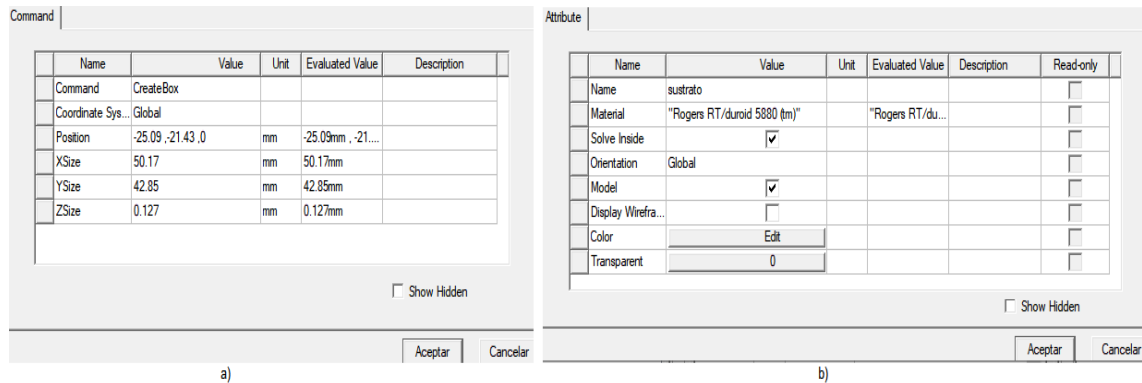 Command
Name Value Unit Evaluated Value Description
Command CreateBox
Coordinate Sys... Global
Position -25.09 ,-21.43 ,0 mm -25.09mm , -21....
XSize 50.17 mm 50.17mm
YSize 42.85 mm 42.85mm
ZSize 0.127 mm 0.127mm
Show Hidden
Aceptar Cancelar
a)
Attribute
Name Value Unit Evaluated Value Description Read-only
Name sustrato
Material "Rogers RT/duroid 5880 (tm)" "Rogers RT/du...
Solve Inside
Orientation Global
Model
Display Wirefra...
Color Edit
Transparent 0
Show Hidden
Aceptar Cancelar
b)